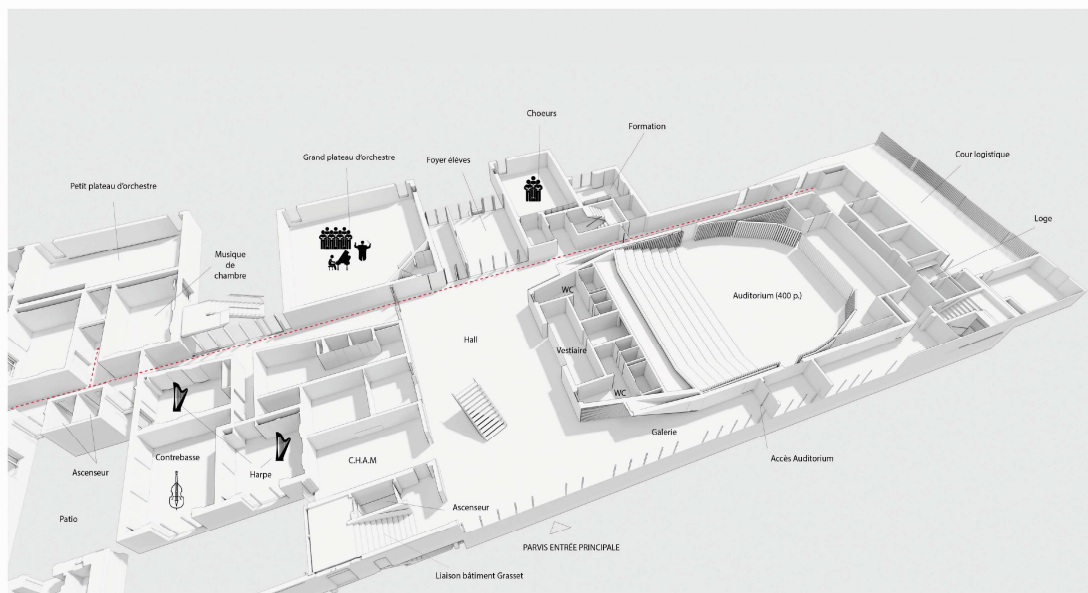 Choeurs
Formation
Cour logistique
Grand plateau d'orchestre
Foyer élèves
Petit plateau d'orchestre
Loge
Musique
de
chambre
WC
Auditorium (400 p.)
Hall
Vestiaire
WC
Galerie
Accès Auditorium
Contrebasse
C.H.A.M
Ascenseur
Harpe
Ascenseur
Patio
PARVIS ENTRÉE PRINCIPALE
Liaison bâtiment Grasset